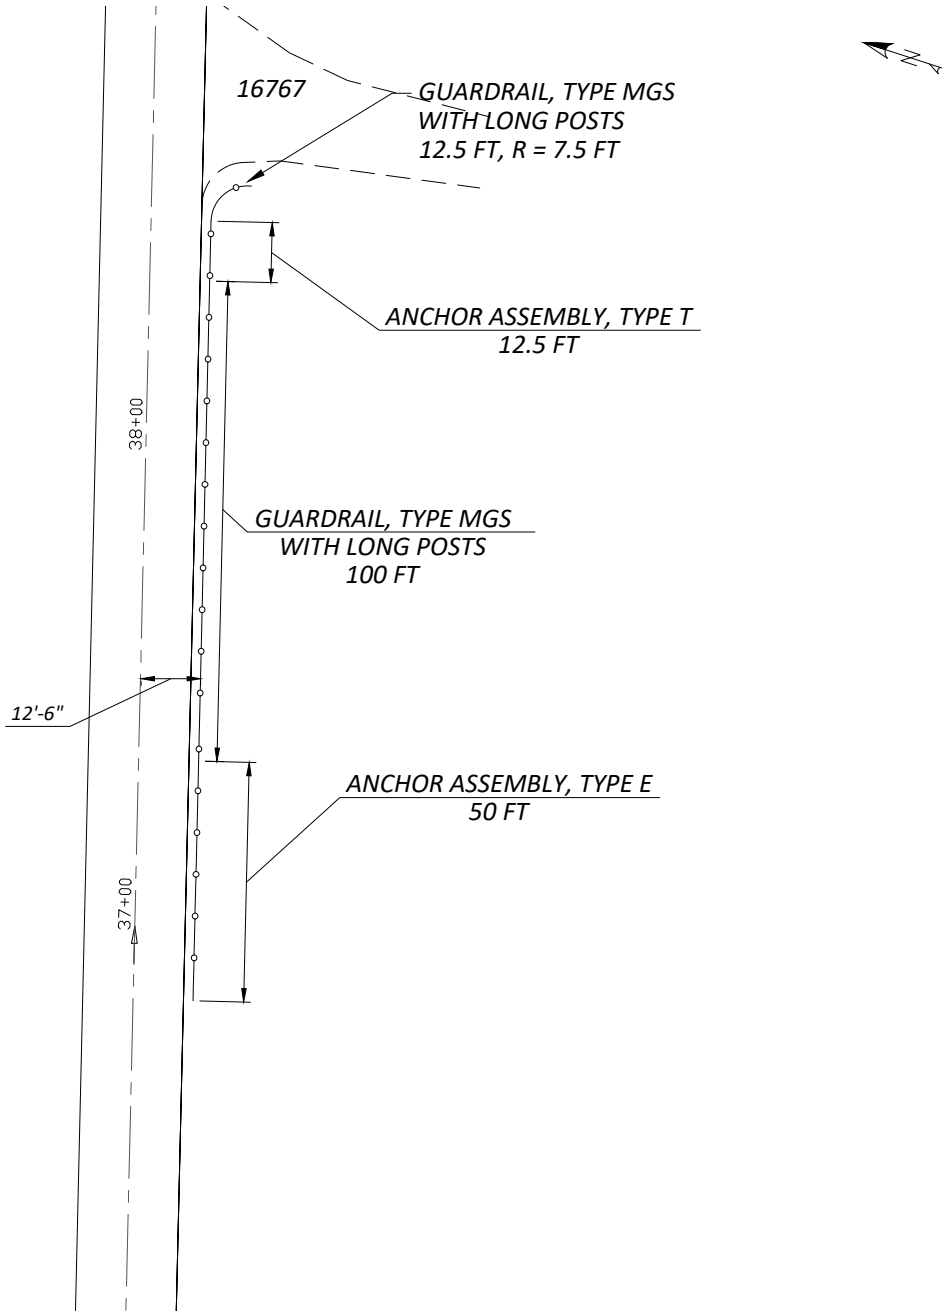 N
16767
GUARDRAIL, TYPE MGS
WITH LONG POSTS
12.5 FT, R = 7.5 FT
ANCHOR ASSEMBLY, TYPE T
12.5 FT
38+00
GUARDRAIL, TYPE MGS
WITH LONG POSTS
100 FT
12'-6"
ANCHOR ASSEMBLY, TYPE E
50 FT
37+00